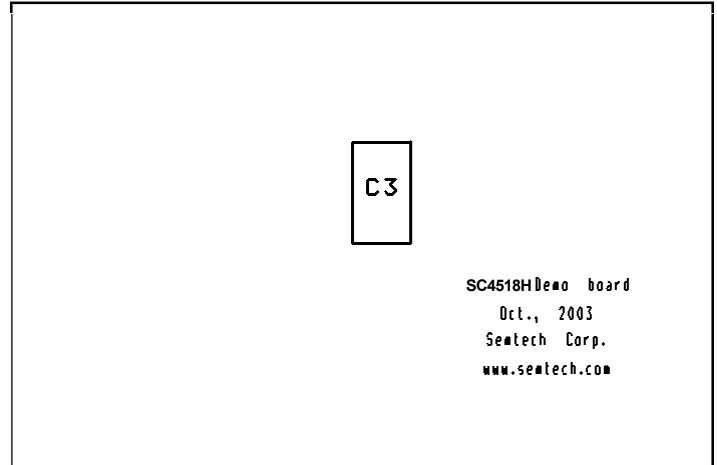 C3
SC4518H Demo board
Oct., 2003
Semtech Corp.
www.semtech.com